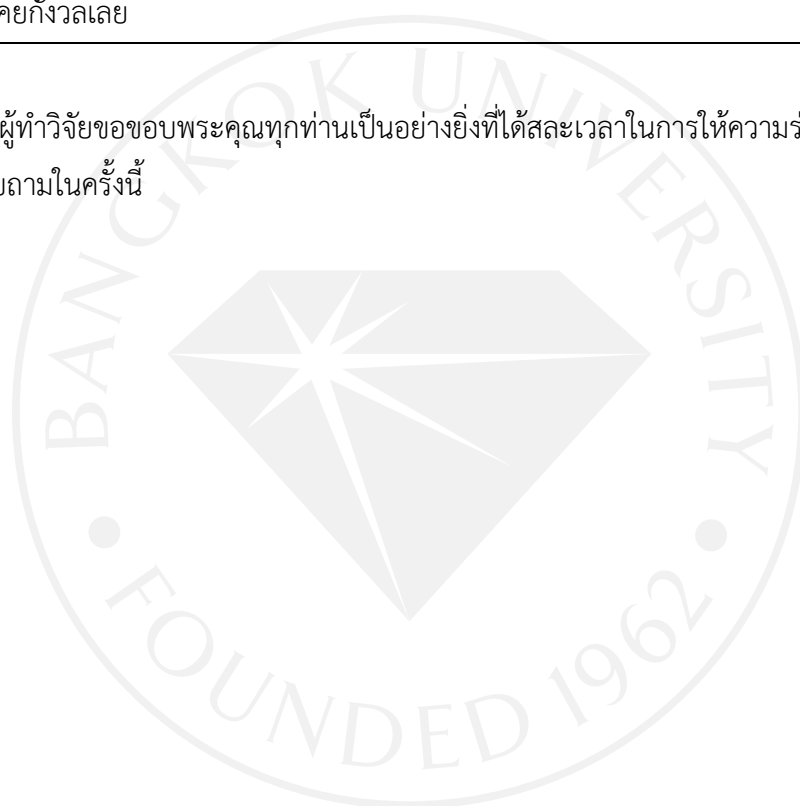 คยกังวลเลย
ผู้ทำวิจัยขอขอบพระคุณทุกท่านเป็นอย่างยิ่งที่ได้สละเวลาในการให้ความร่
ถามในครั้งนี้
BANGKOK UNIVERSITY
FOUNDED 1962